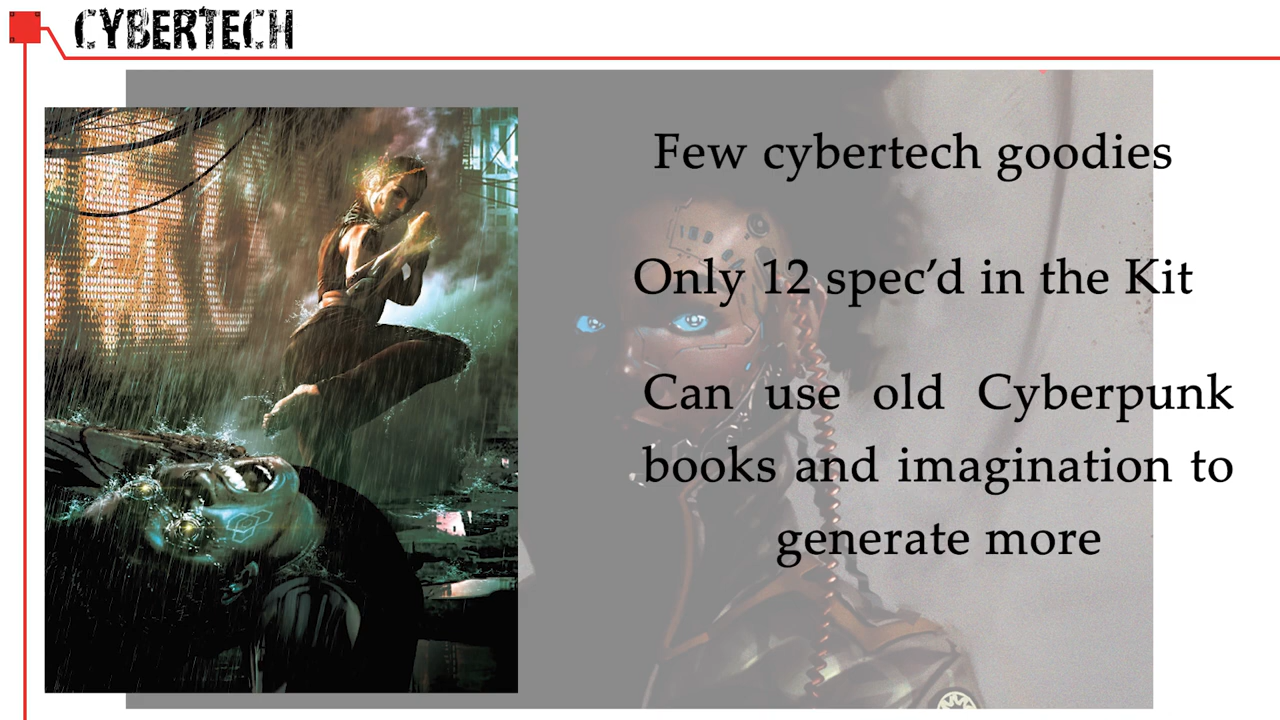 CYBERTECH
Few cybertech goodies
Only 12 spec’d in the Kit
Can use old Cyberpunk
books and imagination to
generate more